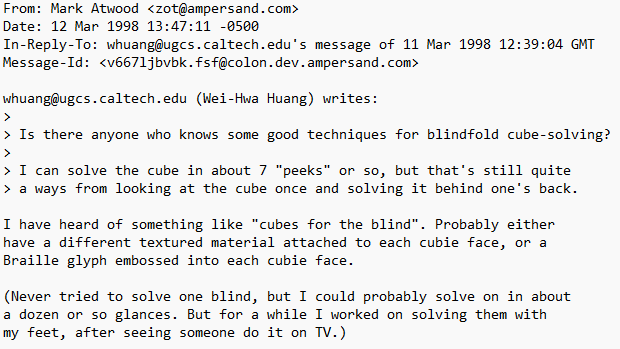 From: Mark Atwood <zot@ampersand.com>
Date: 12 Mar 1998 13:47:11 -0500
In-Reply-To: whuang@ugcs.caltech.edu's message of 11 Mar 1998 12:39:04 GMT
Message-Id: <v667ljbvbk.fsf@colon.dev.ampersand.com>

whuang@ugcs.caltech.edu (Wei-Hwa Huang) writes:
>
> Is there anyone who knows some good techniques for blindfold cube-solving?
>
> I can solve the cube in about 7 "peeks" or so, but that's still quite
> a ways from looking at the cube once and solving it behind one's back.

I have heard of something like "cubes for the blind". Probably either
have a different textured material attached to each cubie face, or a
Braille glyph embossed into each cubie face.

(Never tried to solve one blind, but I could probably solve on in about
a dozen or so glances. But for a while I worked on solving them with
my feet, after seeing someone do it on TV.)